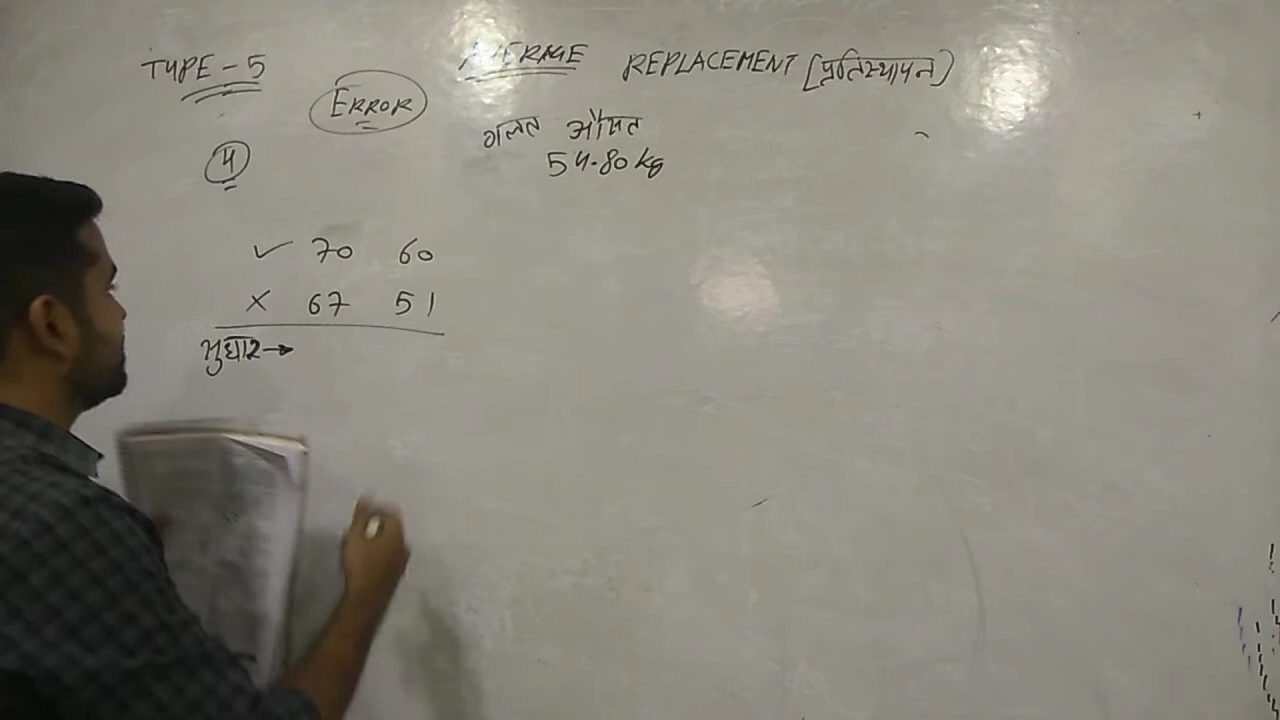 TYPE-5 AVERAGE REPLACEMENT (प्रतिस्थापन)
ERROR
गलत औसत
54.80 kg
4
✓ 70 60
× 67 51
सुधार→